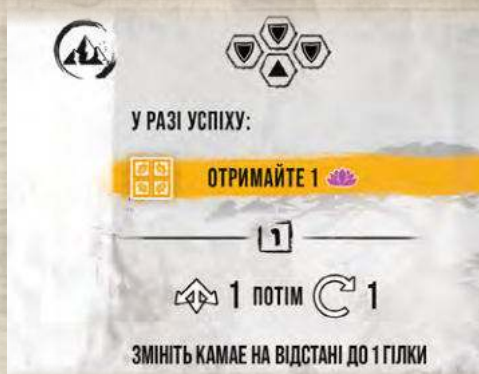 У РАЗІ УСПІХУ:
ОТРИМАЙТЕ 1
1
1 ПОТІМ 1
ЗМІНІТЬ КАМАЕ НА ВІДСТАНІ ДО 1 ГІЛКИ